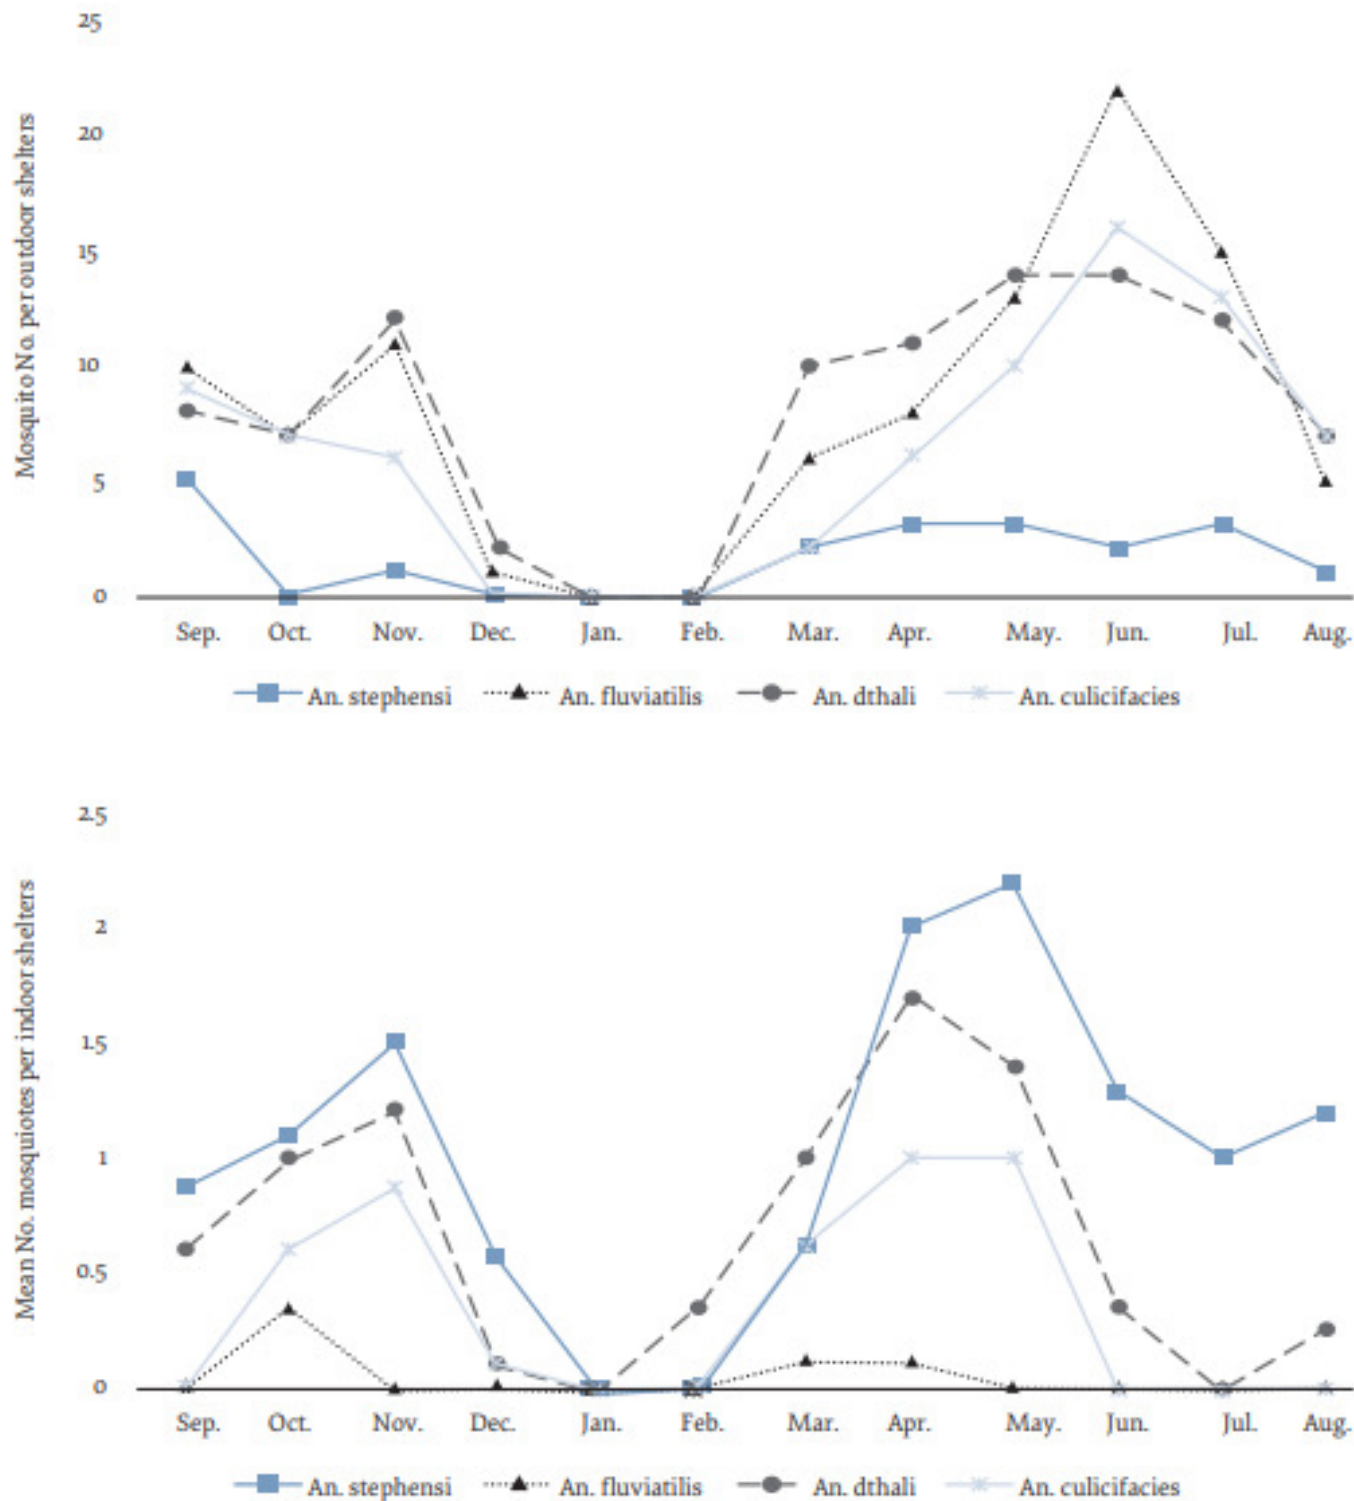 Mosquito No. per outdoor shelters
25
20
15
10
5
0
Sep. Oct. Nov. Dec. Jan. Feb. Mar. Apr. May. Jun. Jul. Aug.
An. stephensi An. fluviatilis An. dthali An. culicifacies
Mean No. mosquiotes per indoor shelters
2.5
2
1.5
1
0.5
0
Sep. Oct. Nov. Dec. Jan. Feb. Mar. Apr. May. Jun. Jul. Aug.
An. stephensi An. fluviatilis An. dthali An. culicifacies